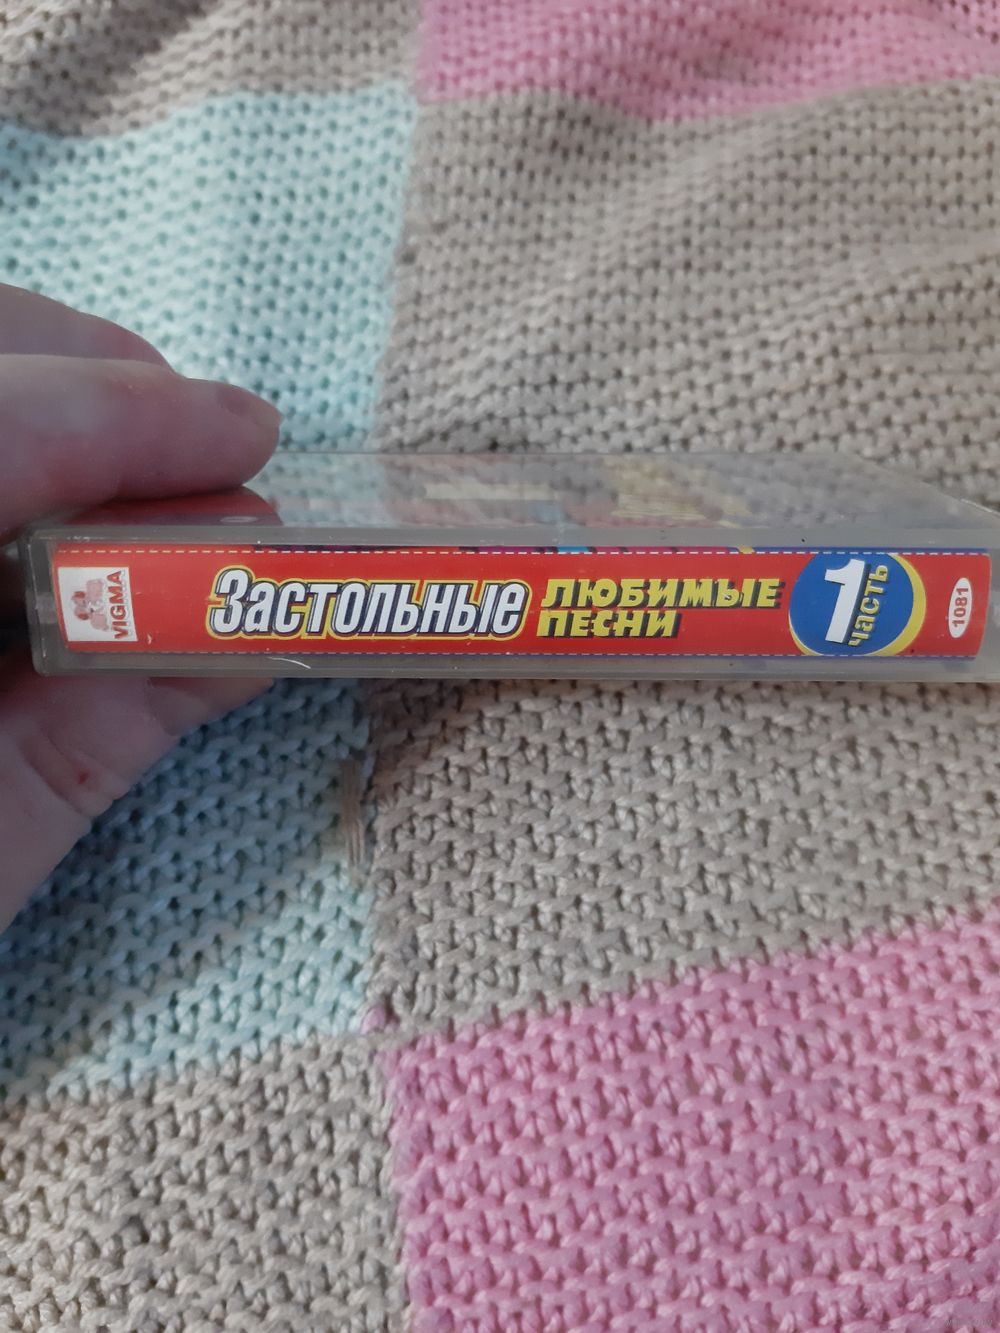 VIGMA
Застольные
ЛЮБИМЫЕ
ПЕСНИ
1
часть
1081